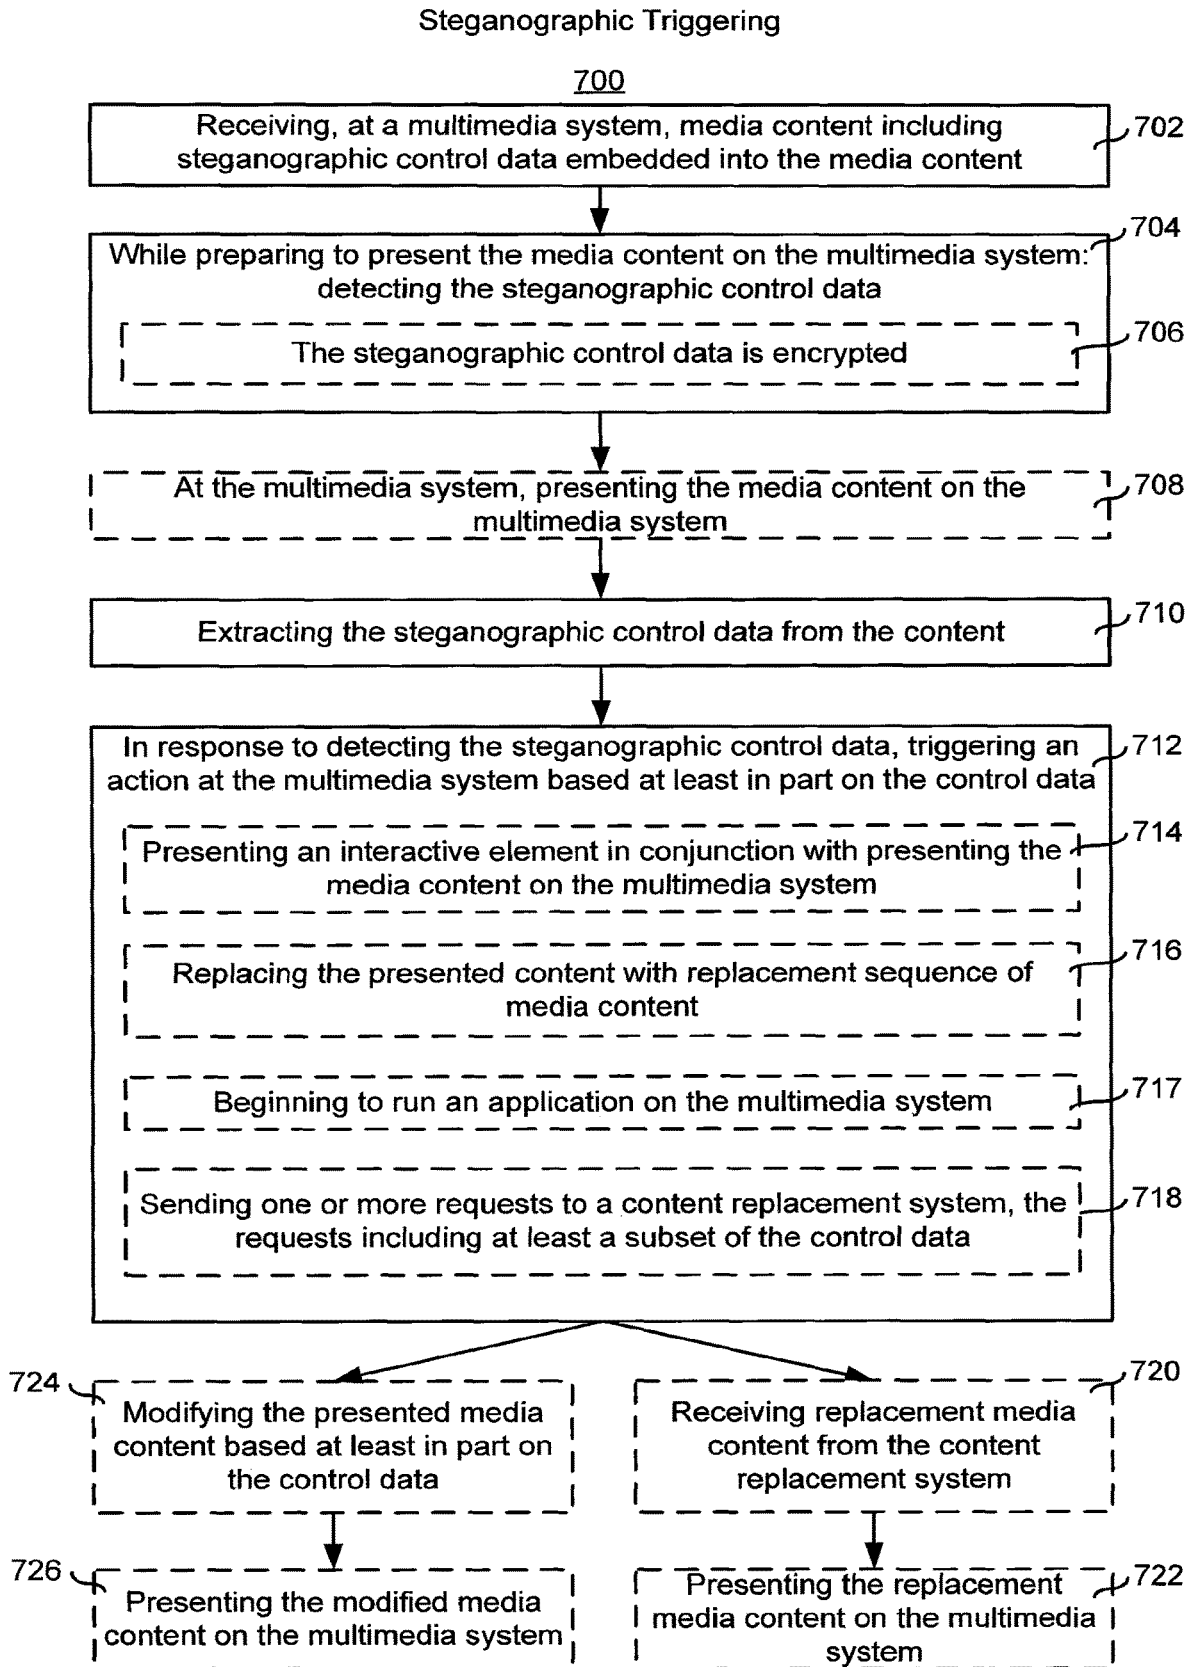 Steganographic Triggering
700
Receiving, at a multimedia system, media content including
steganographic control data embedded into the media content
702
While preparing to present the media content on the multimedia system:
detecting the steganographic control data
704
The steganographic control data is encrypted
706
At the multimedia system, presenting the media content on the
multimedia system
708
Extracting the steganographic control data from the content
710
In response to detecting the steganographic control data, triggering an
action at the multimedia system based at least in part on the control data
712
Presenting an interactive element in conjunction with presenting the
media content on the multimedia system
714
Replacing the presented content with replacement sequence of
media content
716
Beginning to run an application on the multimedia system
717
Sending one or more requests to a content replacement system, the
requests including at least a subset of the control data
718
724
Modifying the presented media
content based at least in part on
the control data
720
Receiving replacement media
content from the content
replacement system
726
Presenting the modified media
content on the multimedia system
722
Presenting the replacement
media content on the multimedia
system